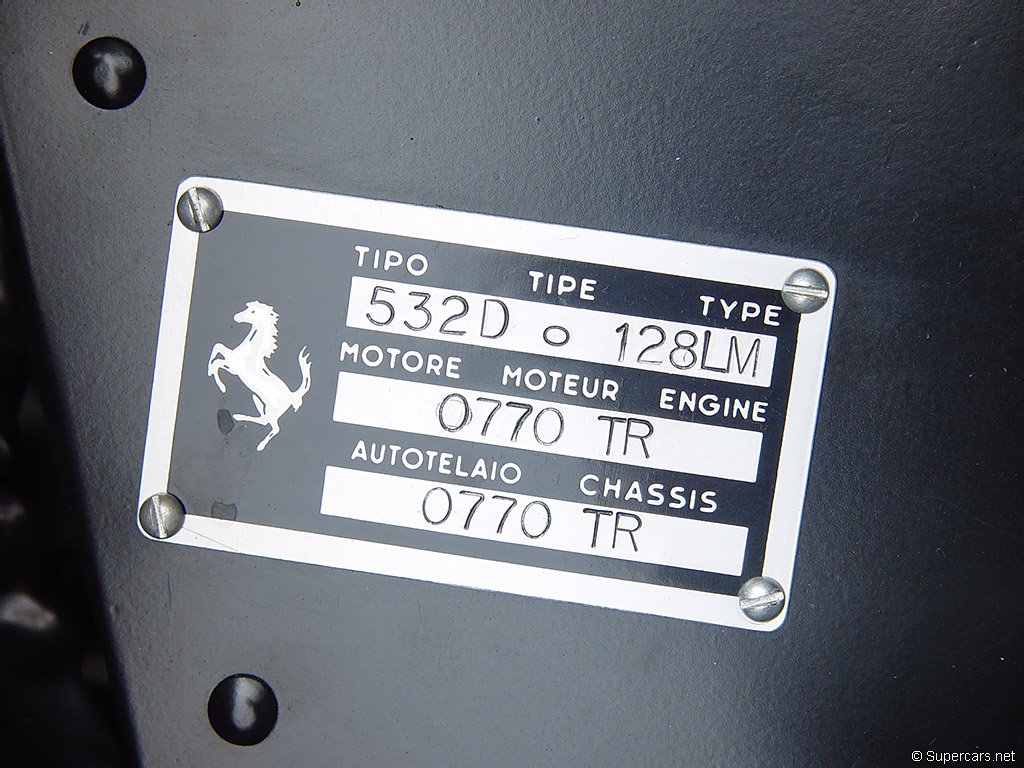 TIPO TIPE TYPE
532D o 128LM
MOTORE MOTEUR ENGINE
0770 TR
AUTOTELAIO CHASSIS
0770 TR
© Supercars.net